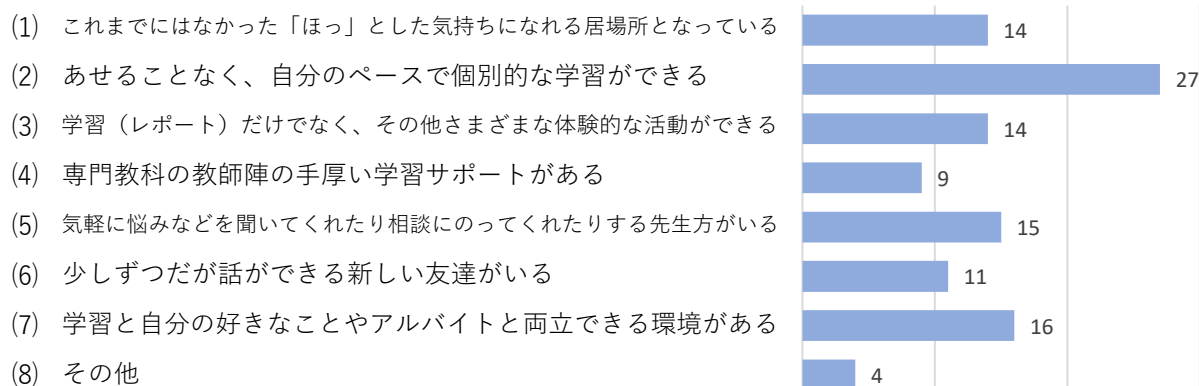 (1) これまでにはなかった「ほっ」とした気持ちになれる居場所となっている 14
(2) あせることなく、自分のペースで個別的な学習ができる 27
(3) 学習（レポート）だけでなく、その他さまざまな体験的な活動ができる 14
(4) 専門教科の教師陣の手厚い学習サポートがある 9
(5) 気軽に悩みなどを聞いてくれたり相談にのってくれたりする先生方がいる 15
(6) 少しずつだが話ができる新しい友達がいる 11
(7) 学習と自分の好きなことやアルバイトと両立できる環境がある 16
(8) その他 4